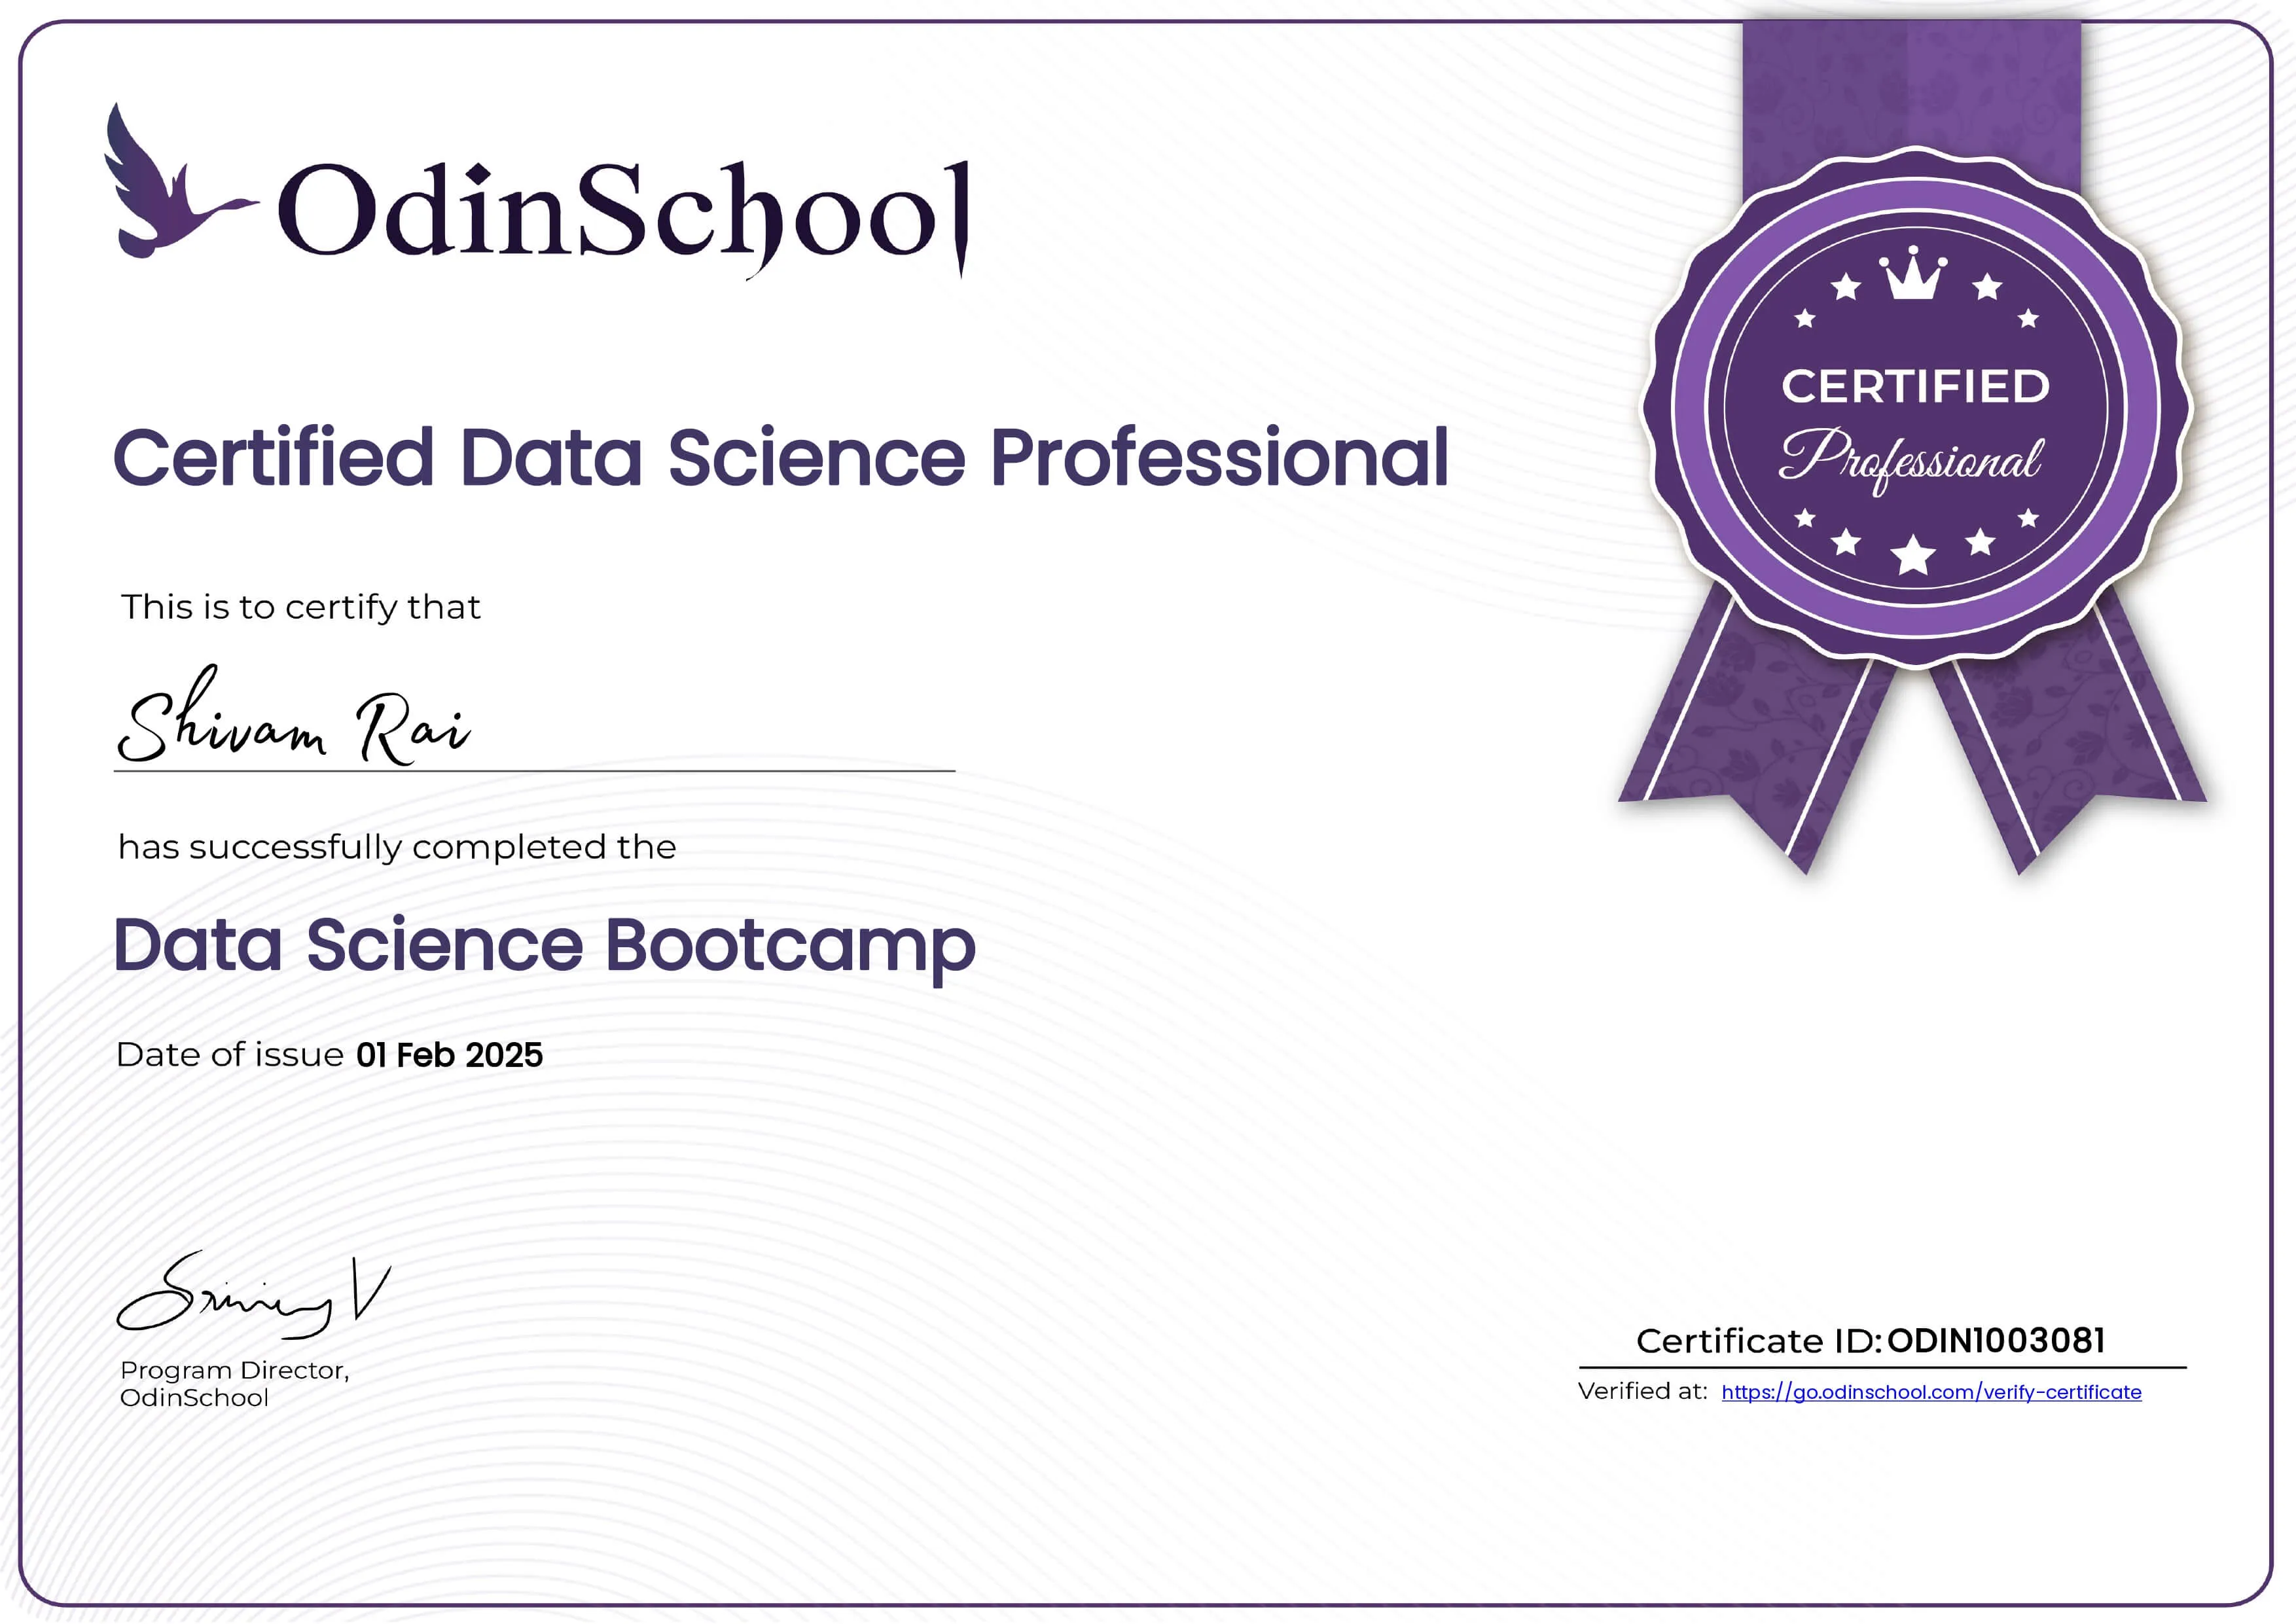 OdinSchool
CERTIFIED
Professional
Certified Data Science Professional
This is to certify that
Shivam Rai
has successfully completed the
Data Science Bootcamp
Date of issue 01 Feb 2025
Program Director,
OdinSchool
Certificate ID: ODIN1003081
Verified at: https://go.odinschool.com/verify-certificate